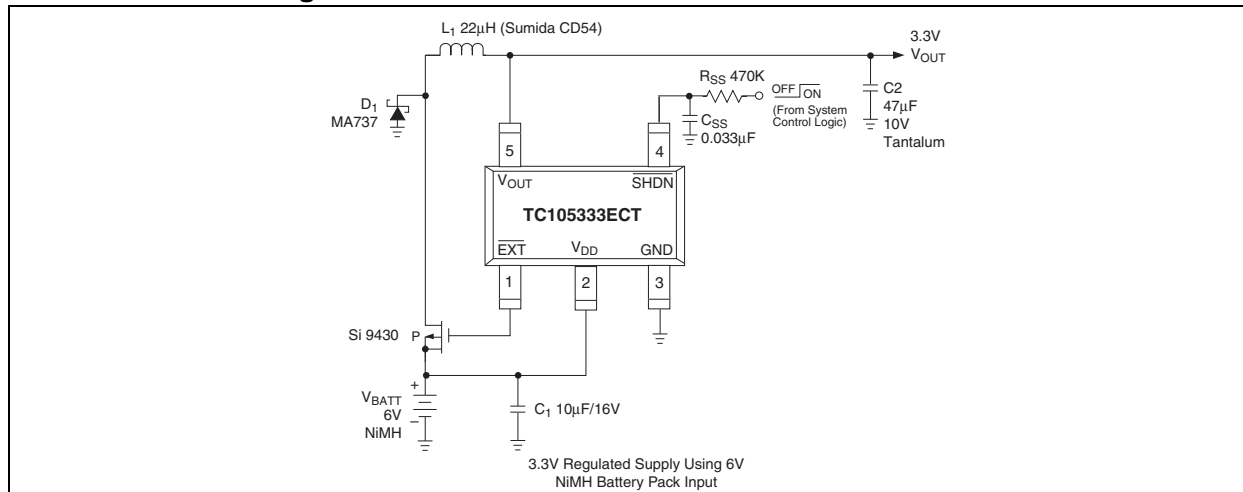 L1 22µH (Sumida CD54)
3.3V
VOUT
RSS 470K
OFF ON
(From System
Control Logic)
C2
47µF
10V
Tantalum
D1
MA737
CSS
0.033µF
5
4
VOUT
SHDN
TC105333ECT
EXT
VDD
GND
1
2
3
Si 9430
P
+
VBATT
6V
−
NiMH
C1 10µF/16V
3.3V Regulated Supply Using 6V
NiMH Battery Pack Input